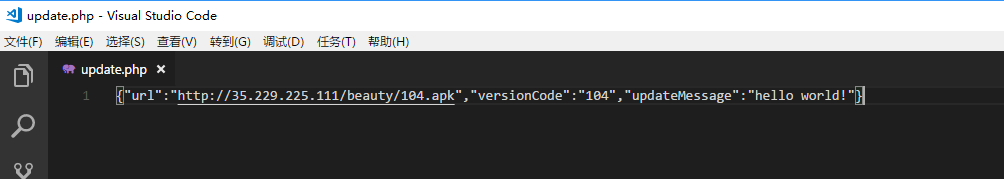 update.php - Visual Studio Code
文件(F) 编辑(E) 选择(S) 查看(V) 转到(G) 调试(D) 任务(T) 帮助(H)
update.php ×
1 {"url":"http://35.229.225.111/beauty/104.apk","versionCode":"104","updateMessage":"hello world!"}